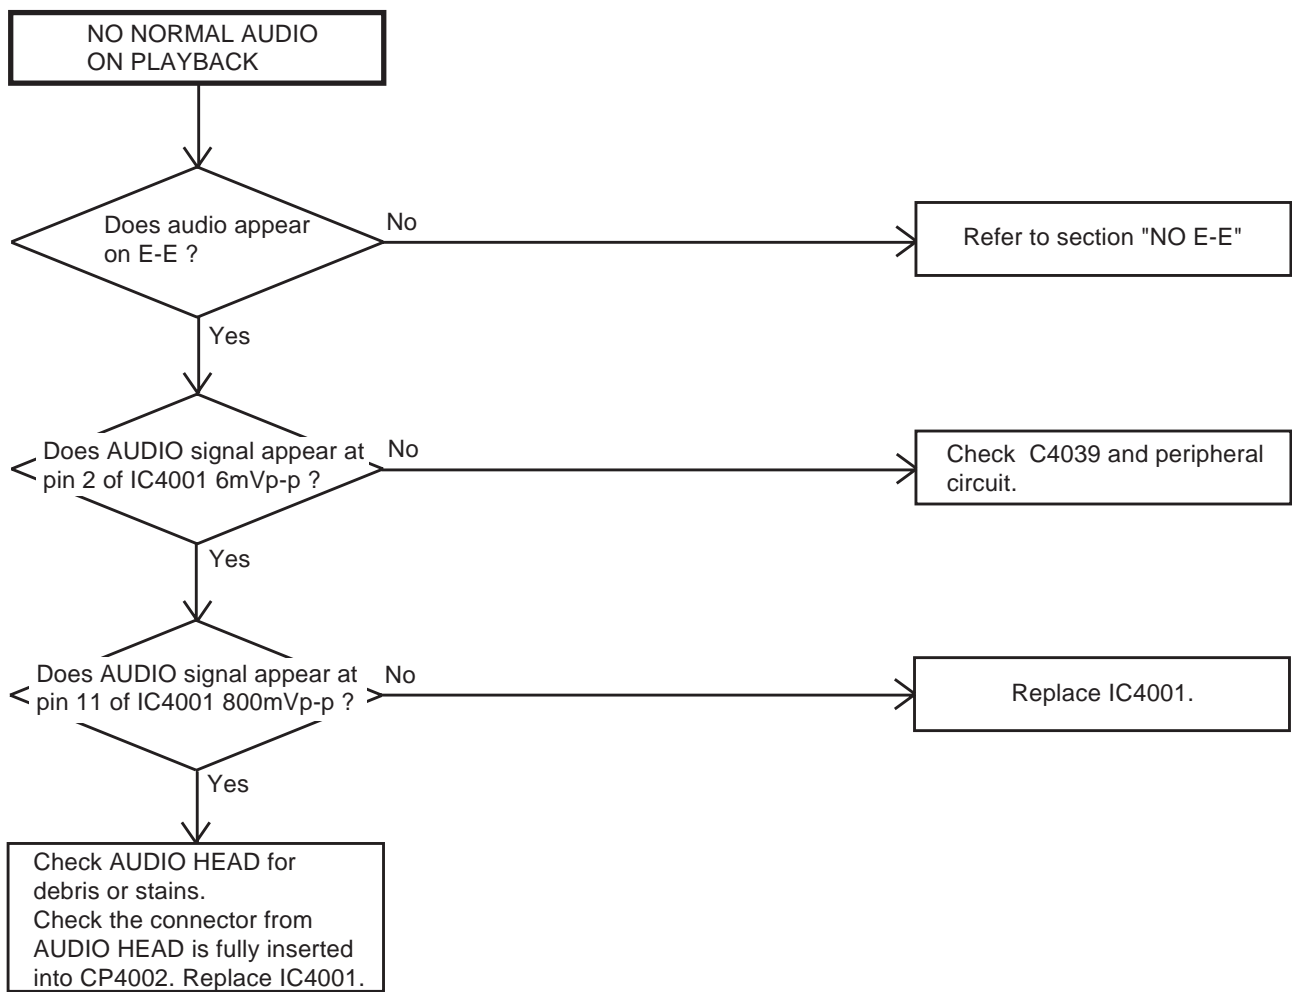 NO NORMAL AUDIO
ON PLAYBACK
Does audio appear
on E-E ?
No
Refer to section "NO E-E"
Yes
Does AUDIO signal appear at
pin 2 of IC4001 6mVp-p ?
No
Check C4039 and peripheral
circuit.
Yes
Does AUDIO signal appear at
pin 11 of IC4001 800mVp-p ?
No
Replace IC4001.
Yes
Check AUDIO HEAD for
debris or stains.
Check the connector from
AUDIO HEAD is fully inserted
into CP4002. Replace IC4001.